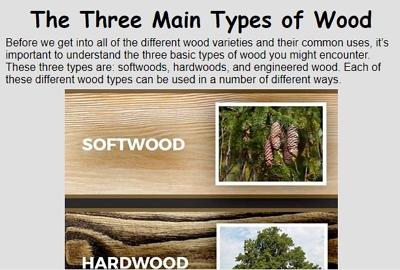 The Three Main Types of Wood
Before we get into all of the different wood varieties and their common uses, it's
important to understand the three basic types of wood you might encounter.
These three types are: softwoods, hardwoods, and engineered wood. Each of
these different wood types can be used in a number of different ways.
SOFTWOOD
HARDWOOD